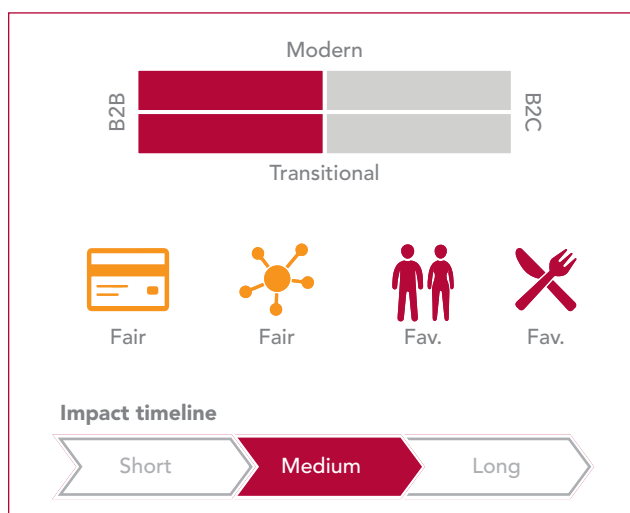 Modern
B2B
B2C
Transitional
Fair
Fair
Fav.
Fav.
Impact timeline
Short
Medium
Long